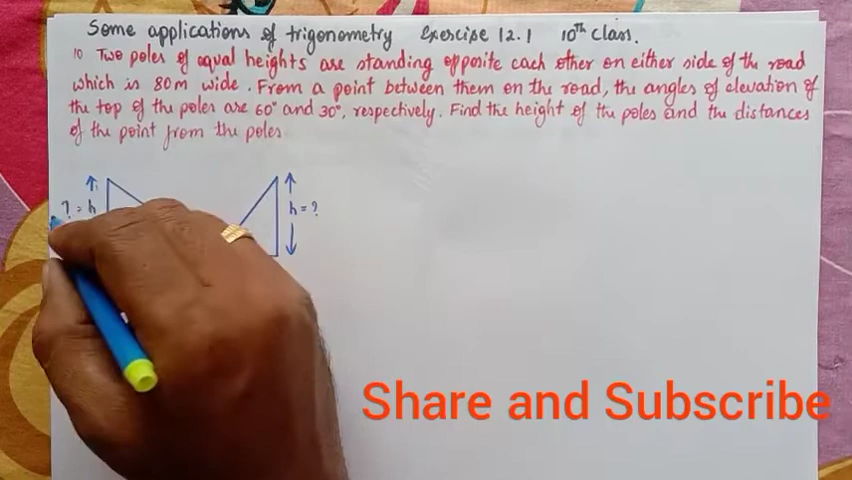 Some applications of trigonometry Exercise 12.1 10th Class.
10 Two poles of equal heights are standing opposite each other on either side of the road
which is 80m wide. From a point between them on the road, the angles of elevation of
the top of the poles are 60° and 30°, respectively. Find the height of the poles and the distances
of the point from the poles
? = h h = ?
Share and Subscribe